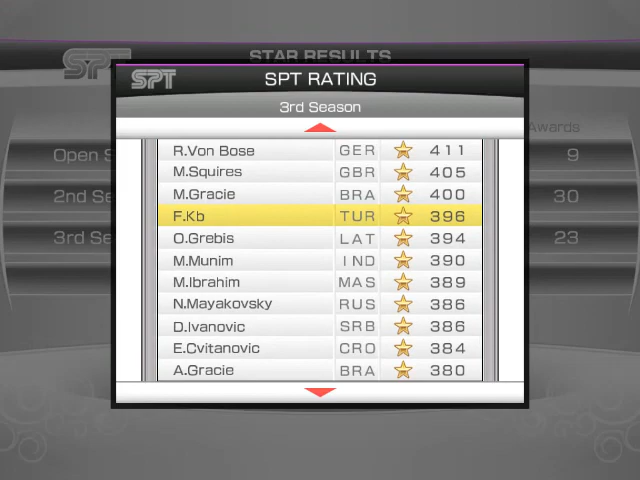 STAR RESULTS
SPT
SPT
SPT RATING
3rd Season
Awards
Open S
9
2nd Se
30
3rd Se
23
R.Von Bose GER 411
M.Squires GBR 405
M.Gracie BRA 400
F.Kb TUR 396
O.Grebis LAT 394
M.Munim IND 390
M.Ibrahim MAS 389
N.Mayakovsky RUS 386
D.Ivanovic SRB 386
E.Cvitanovic CRO 384
A.Gracie BRA 380